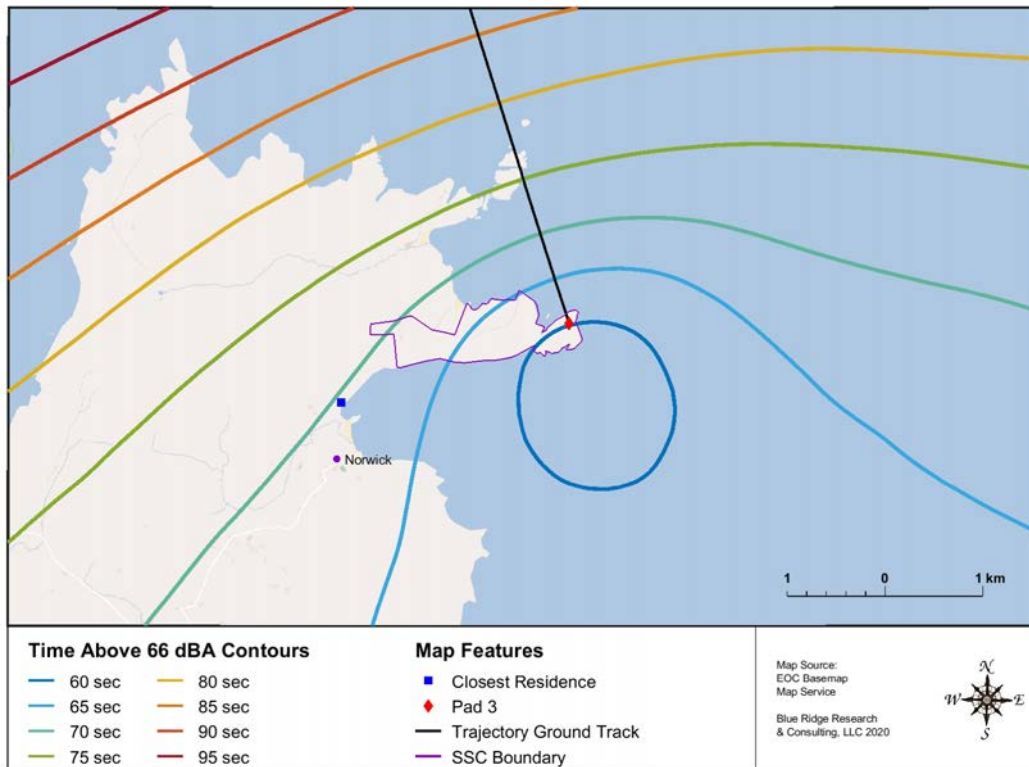 Norwick
1 0 1 km
Time Above 66 dBA Contours
60 sec
65 sec
70 sec
75 sec
80 sec
85 sec
90 sec
95 sec
Map Features
Closest Residence
Pad 3
Trajectory Ground Track
SSC Boundary
Map Source:
EOC Basemap
Map Service
Blue Ridge Research
& Consulting, LLC 2020
N
W E
S